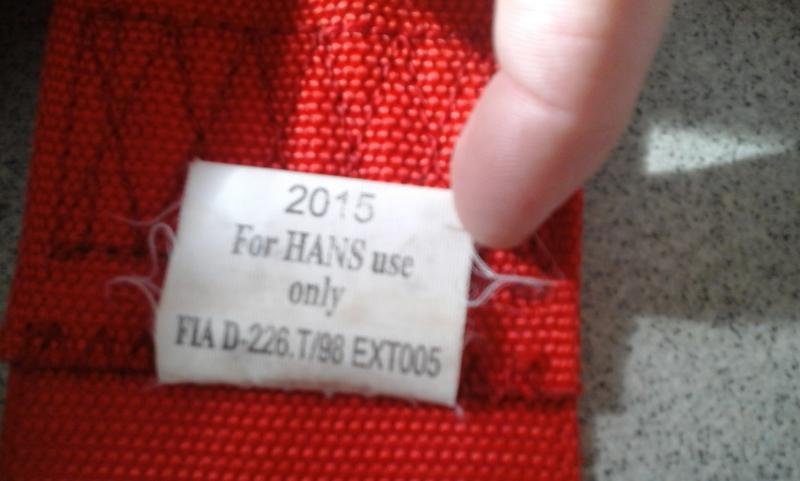 2015
For HANS use
only
FIA D-226.T/98 EXT005